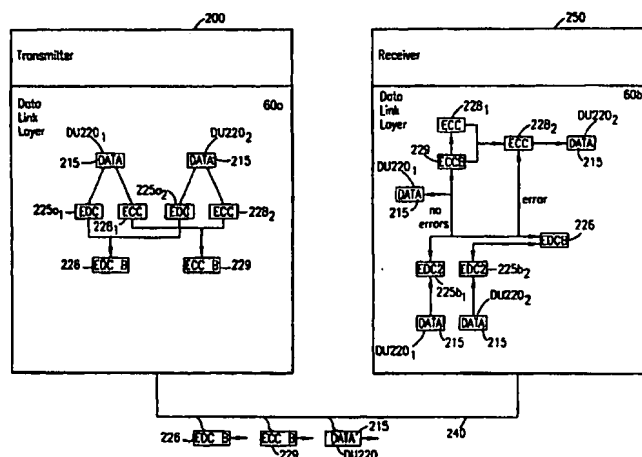 200
Transmitter
Data
Link
Layer
60a
DU220₁
DU220₂
215 DATA
DATA 215
225a₂
225a₁ EDC
ECC
EDC
ECC 228₂
228₁
226 EDC B
ECC B 229
250
Receiver
60b
Data
Link
Layer
228₁
ECC
228₂
DU220₂
ECC
DATA
215
229
ECCB
DU220₁
DATA
215
no
errors
error
226
EDCB
EDC2
EDC2 225b₂
225b₁
DU220₂
DATA
DATA
DU220₁ 215
215
240
226 EDC B
ECC B
229
DATA
215
DU220